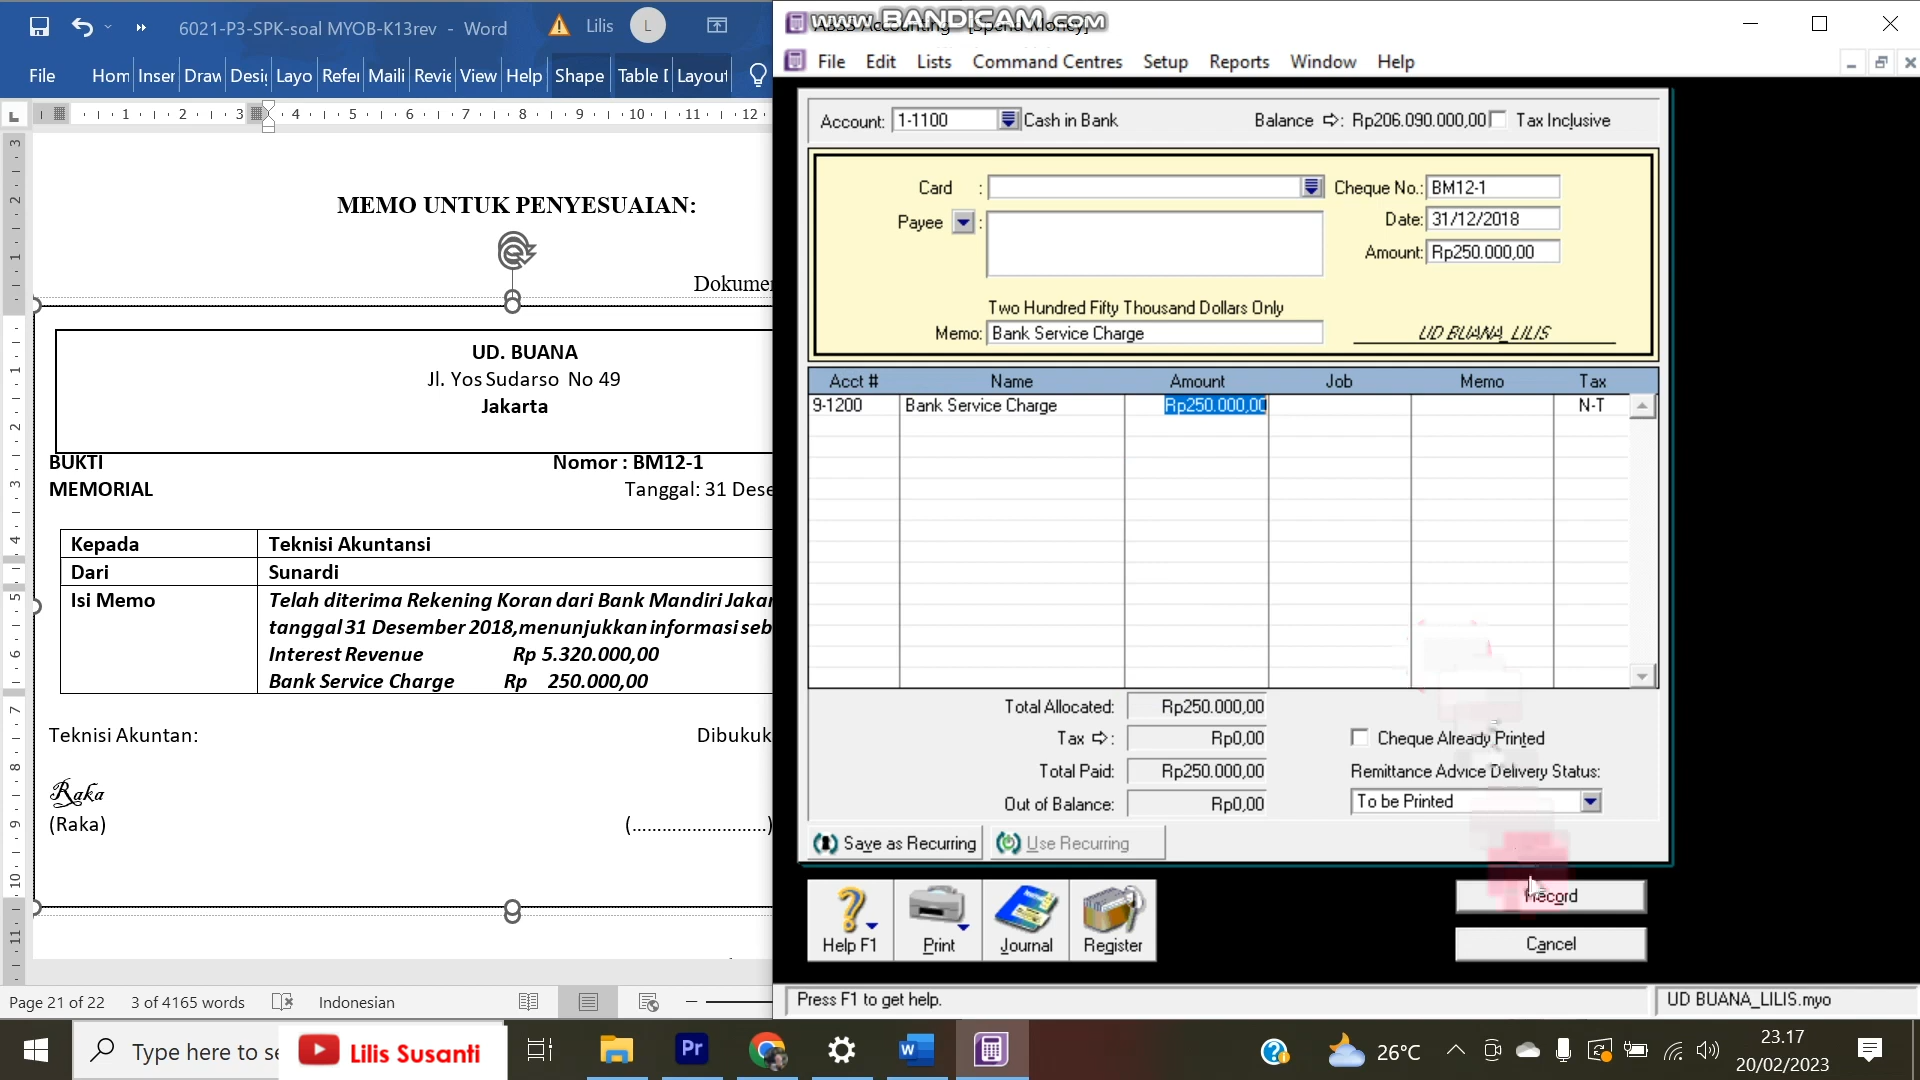 6021-P3-SPK-soal MYOB-K13rev - Word
Lilis
L
File Hom Inser Draw Desig Layo Refer Maili Revie View Help Shape Table D Layout
MEMO UNTUK PENYESUAIAN:
Dokumen
UD. BUANA
Jl. Yos Sudarso No 49
Jakarta
BUKTI
MEMORIAL
Nomor : BM12-1
Tanggal: 31 Dese
Kepada Teknisi Akuntansi
Dari Sunardi
Isi Memo Telah diterima Rekening Koran dari Bank Mandiri Jakar
tanggal 31 Desember 2018,menunjukkan informasi seb
Interest Revenue Rp 5.320.000,00
Bank Service Charge Rp 250.000,00
Teknisi Akuntan: Dibukuk
Raka
(Raka) (..........................)
Page 21 of 22 3 of 4165 words Indonesian
www.BANDICAM.com
[Spend Money]
File Edit Lists Command Centres Setup Reports Window Help
Account: 1-1100 Cash in Bank Balance : Rp206.090.000,00 Tax Inclusive
Card : Cheque No.: BM12-1
Payee : Date: 31/12/2018
Amount: Rp250.000,00
Two Hundred Fifty Thousand Dollars Only
Memo: Bank Service Charge UD BUANA_LILIS
Acct # Name Amount Job Memo Tax
9-1200 Bank Service Charge Rp250.000,00 N-T
Total Allocated: Rp250.000,00
Tax : Rp0,00 Cheque Already Printed
Total Paid: Rp250.000,00 Remittance Advice Delivery Status:
Out of Balance: Rp0,00 To be Printed
Save as Recurring Use Recurring
Help F1 Print Journal Register
Record
Cancel
Press F1 to get help. UD BUANA_LILIS.myo
Type here to se
Lilis Susanti
Pr
26°C
23.17
20/02/2023